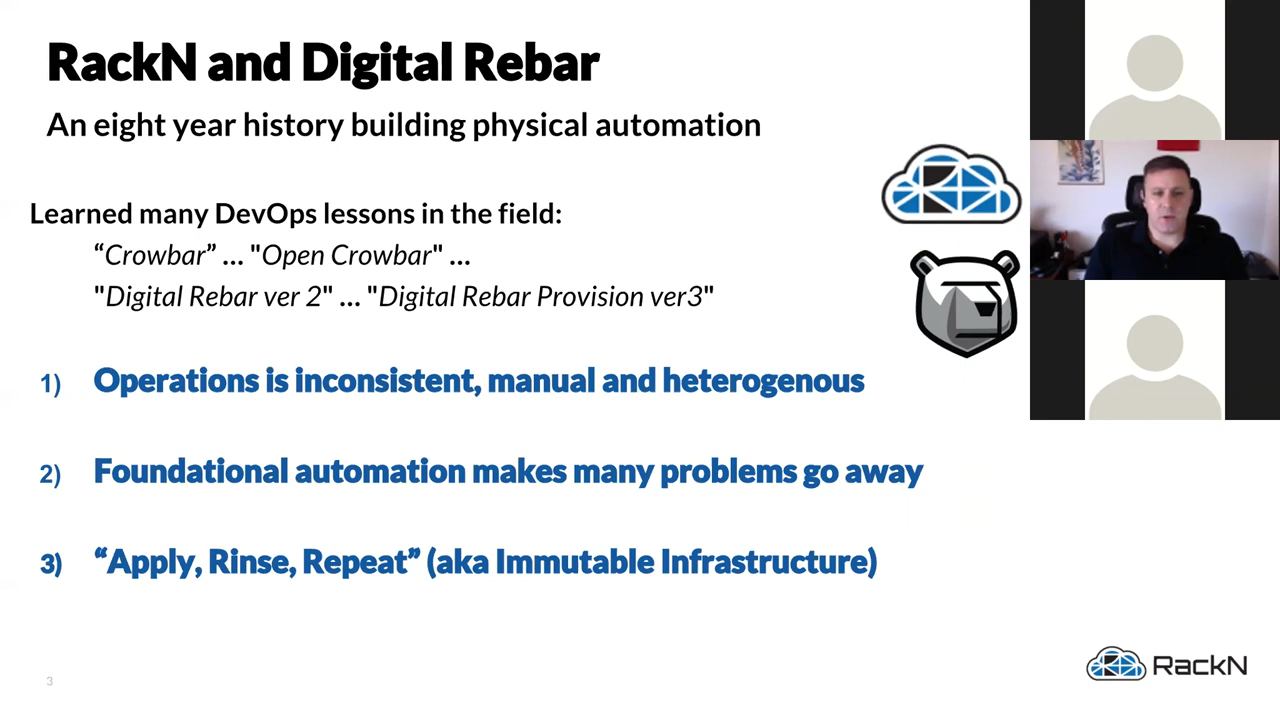 RackN and Digital Rebar
An eight year history building physical automation
Learned many DevOps lessons in the field:
“Crowbar” ... "Open Crowbar" ...
"Digital Rebar ver 2" ... "Digital Rebar Provision ver3"
1) Operations is inconsistent, manual and heterogenous
2) Foundational automation makes many problems go away
3) “Apply, Rinse, Repeat” (aka Immutable Infrastructure)
3
RackN